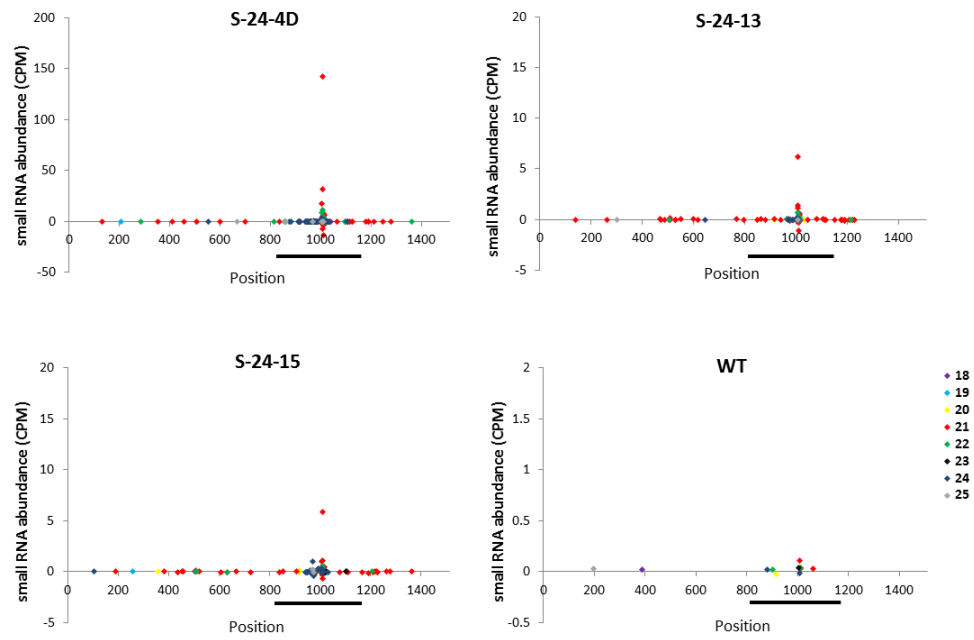 S-24-4D
small RNA abundance (CPM)
200
150
100
50
0
-50
0 200 400 600 800 1000 1200 1400
Position
S-24-13
small RNA abundance (CPM)
20
15
10
5
0
-5
0 200 400 600 800 1000 1200 1400
Position
S-24-15
small RNA abundance (CPM)
20
15
10
5
0
-5
0 200 400 600 800 1000 1200 1400
Position
WT
small RNA abundance (CPM)
2
1.5
1
0.5
0
-0.5
0 200 400 600 800 1000 1200 1400
Position
18
19
20
21
22
23
24
25